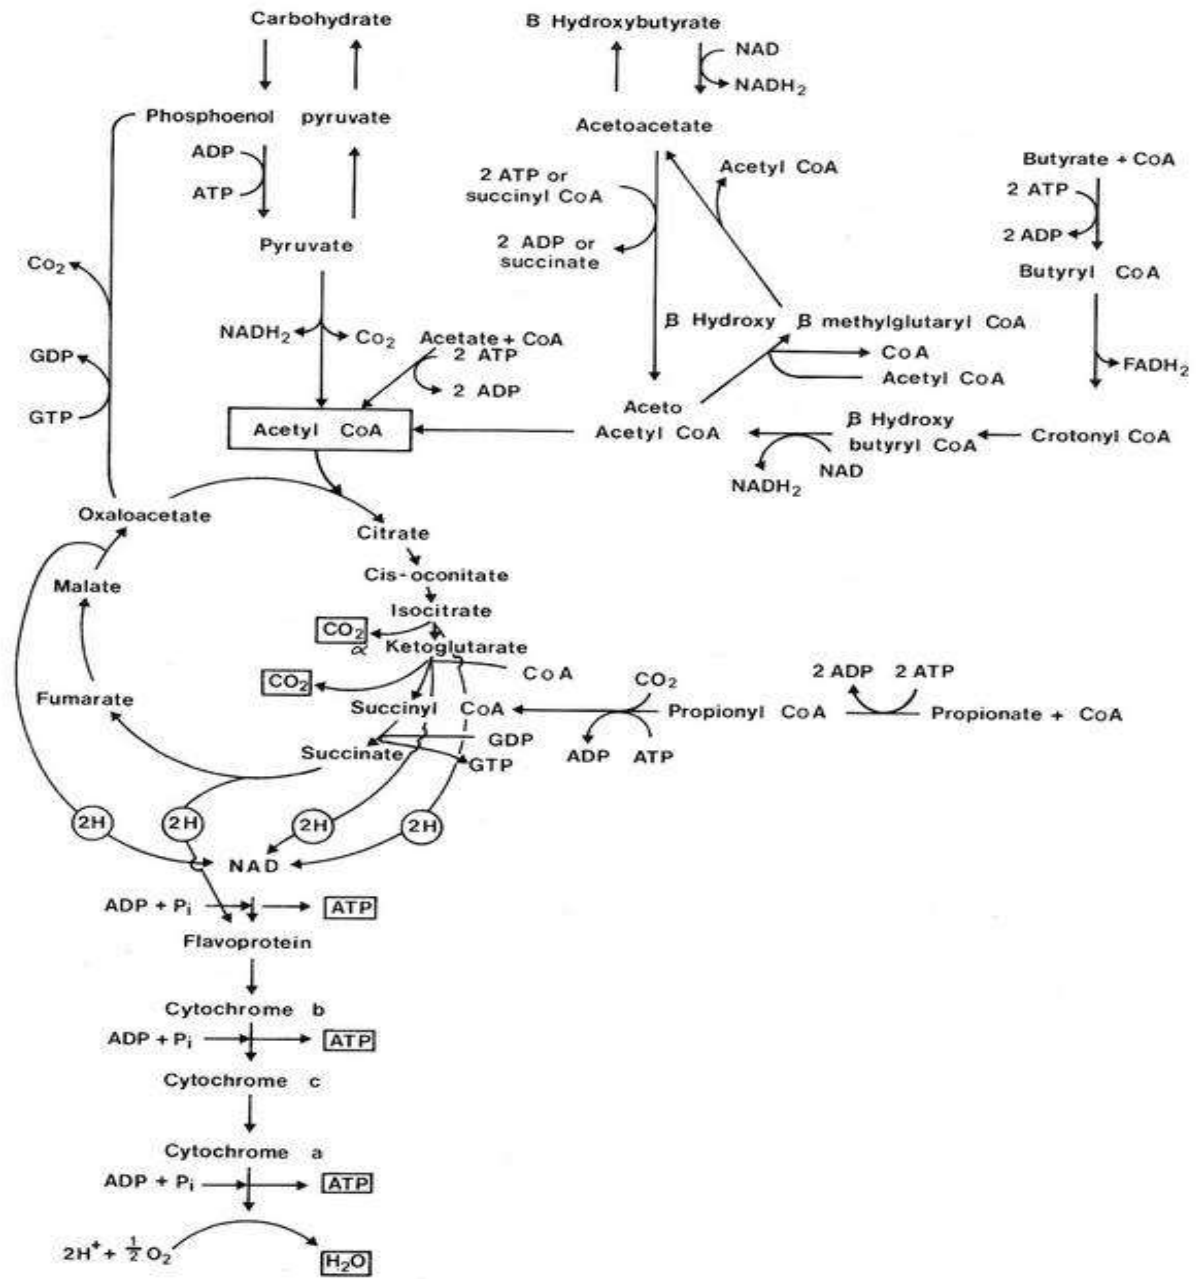 Carbohydrate
β Hydroxybutyrate
NAD
NADH2
Phosphoenol pyruvate
Acetoacetate
ADP
ATP
Acetyl CoA
Butyrate + CoA
2 ATP or
succinyl CoA
2 ATP
2 ADP
Pyruvate
2 ADP or
succinate
Butyryl CoA
Co2
β Hydroxy β methylglutaryl CoA
NADH2
Co2
Acetate + CoA
2 ATP
2 ADP
CoA
Acetyl CoA
FADH2
GDP
GTP
Acetyl CoA
Aceto
Acetyl CoA
β Hydroxy
butyryl CoA
Crotonyl CoA
NADH2
NAD
Oxaloacetate
Citrate
Cis-oconitate
Malate
Isocitrate
CO2
α Ketoglutarate
CoA
CO2
Fumarate
Succinyl CoA
CO2
Propionyl CoA
2 ADP
2 ATP
Propionate + CoA
GDP
GTP
ADP
ATP
Succinate
2H
2H
2H
2H
NAD
ADP + Pi
ATP
Flavoprotein
Cytochrome b
ADP + Pi
ATP
Cytochrome c
Cytochrome a
ADP + Pi
ATP
2H+ + 1/2 O2
H2O